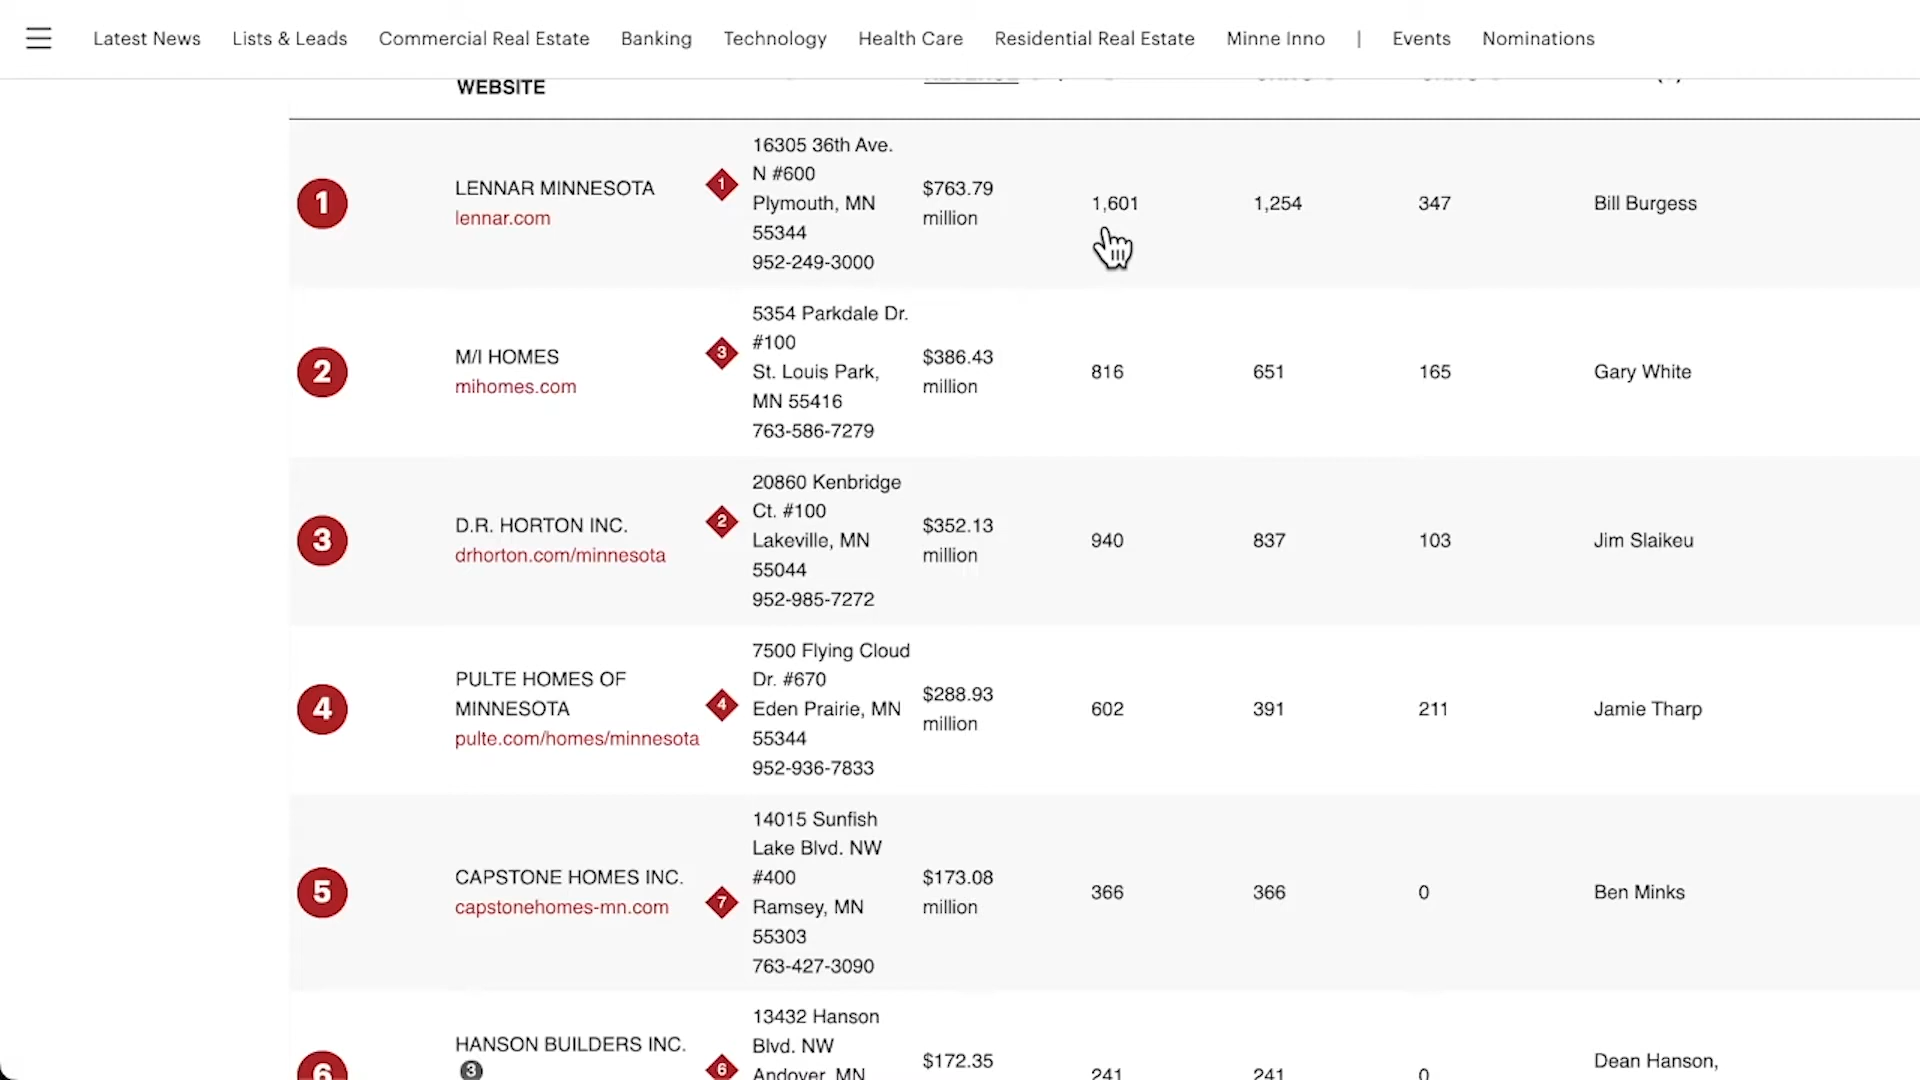 Latest News Lists & Leads Commercial Real Estate Banking Technology Health Care Residential Real Estate Minne Inno | Events Nominations
WEBSITE
1
LENNAR MINNESOTA
lennar.com
1
16305 36th Ave.
N #600
Plymouth, MN
55344
952-249-3000
$763.79
million
1,601
1,254
347
Bill Burgess
2
M/I HOMES
mihomes.com
3
5354 Parkdale Dr.
#100
St. Louis Park,
MN 55416
763-586-7279
$386.43
million
816
651
165
Gary White
3
D.R. HORTON INC.
drhorton.com/minnesota
2
20860 Kenbridge
Ct. #100
Lakeville, MN
55044
952-985-7272
$352.13
million
940
837
103
Jim Slaikeu
4
PULTE HOMES OF
MINNESOTA
pulte.com/homes/minnesota
4
7500 Flying Cloud
Dr. #670
Eden Prairie, MN
55344
952-936-7833
$288.93
million
602
391
211
Jamie Tharp
5
CAPSTONE HOMES INC.
capstonehomes-mn.com
7
14015 Sunfish
Lake Blvd. NW
#400
Ramsey, MN
55303
763-427-3090
$173.08
million
366
366
0
Ben Minks
6
HANSON BUILDERS INC.
3
6
13432 Hanson
Blvd. NW
Andover, MN
$172.35
241
241
0
Dean Hanson,